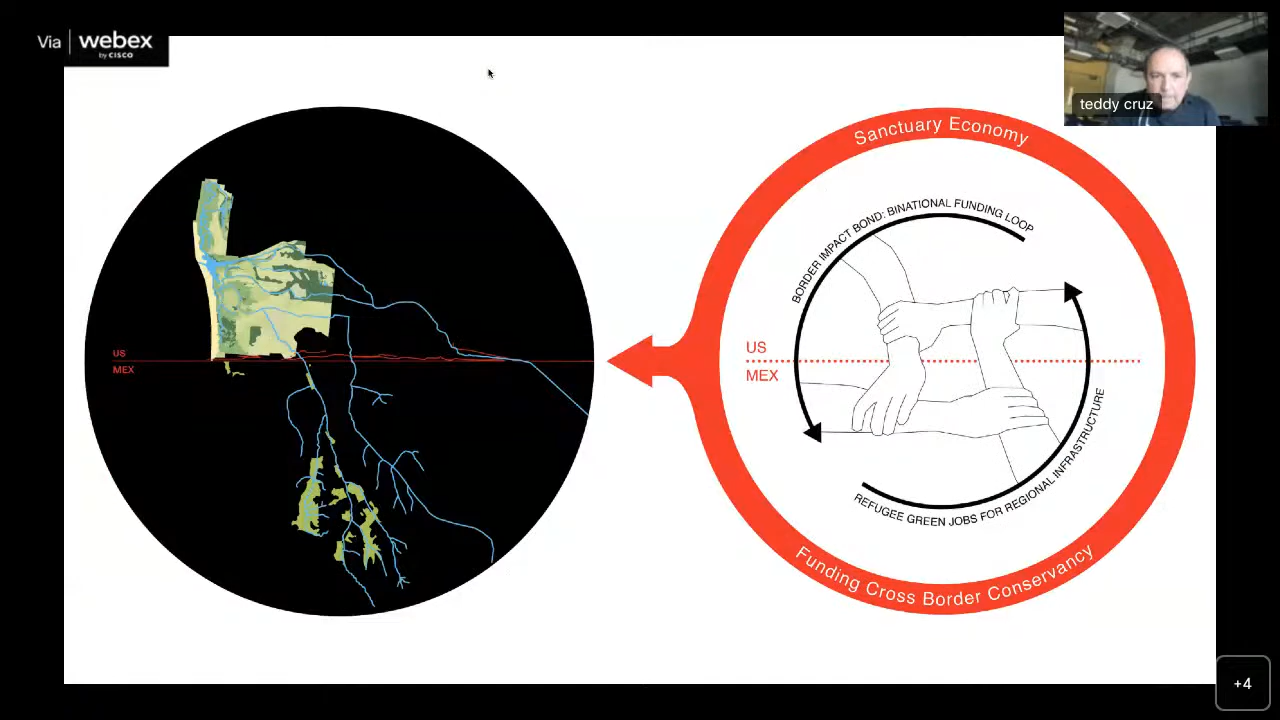 Via webex
by CISCO
teddy cruz
US
MEX
Sanctuary Economy
BORDER IMPACT BOND: BINATIONAL FUNDING LOOP
US
MEX
REFUGEE GREEN JOBS FOR REGIONAL INFRASTRUCTURE
Funding Cross Border Conservancy
+4